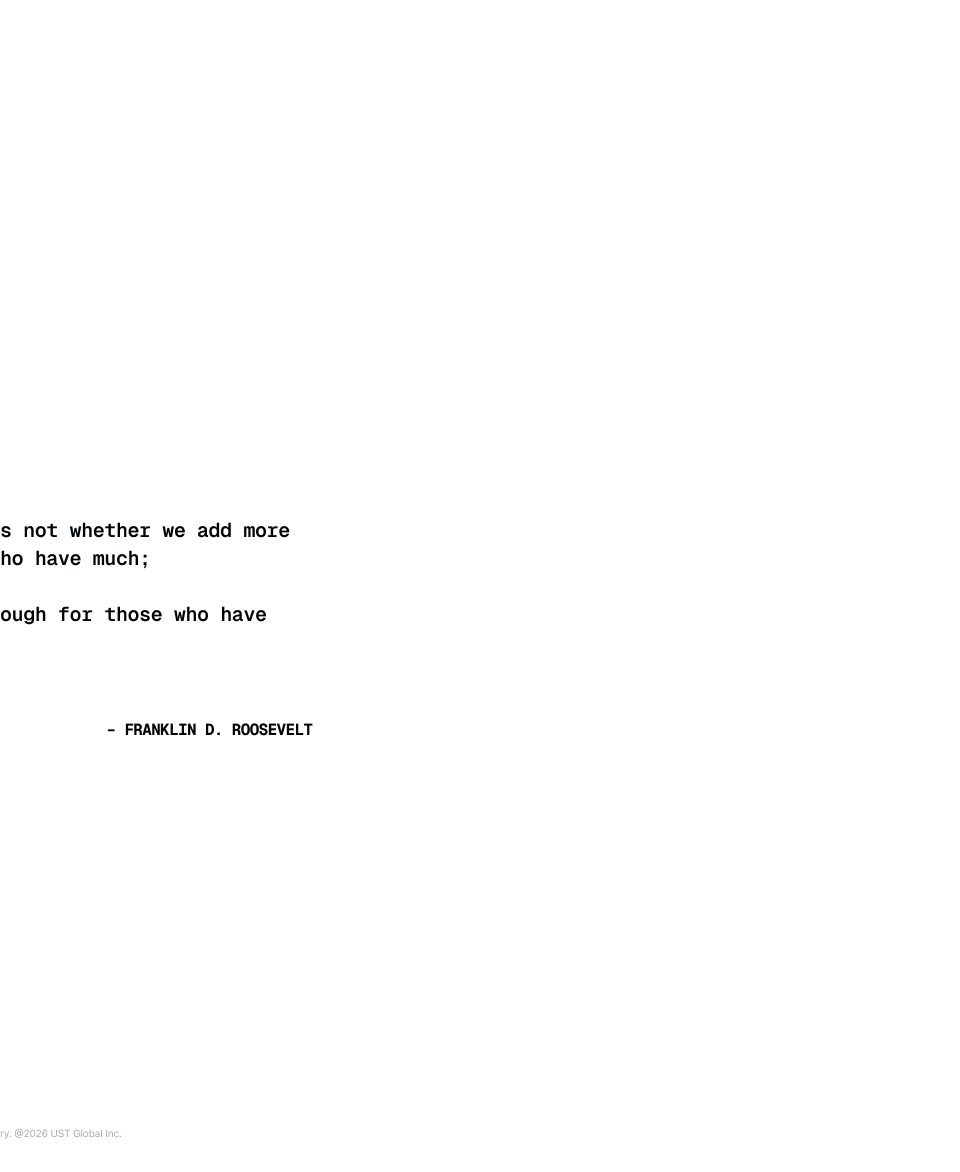 s not whether we add more
ho have much;
ough for those who have
– FRANKLIN D. ROOSEVELT
ry. @2026 UST Global Inc.